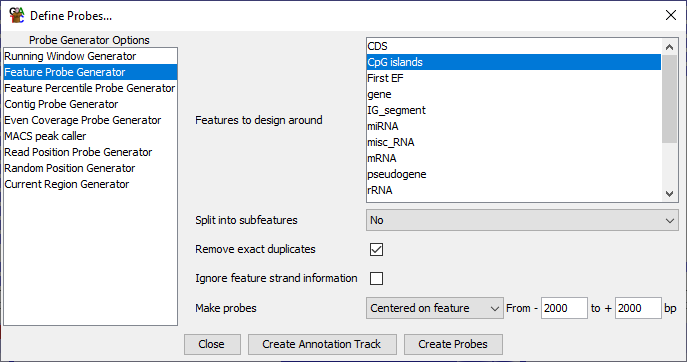 Define Probes...
Probe Generator Options
Running Window Generator
Feature Probe Generator
Feature Percentile Probe Generator
Contig Probe Generator
Even Coverage Probe Generator
MACS peak caller
Read Position Probe Generator
Random Position Generator
Current Region Generator
Features to design around
CDS
CpG islands
First EF
gene
IG_segment
miRNA
misc_RNA
mRNA
pseudogene
rRNA
Split into subfeatures No
Remove exact duplicates
Ignore feature strand information
Make probes Centered on feature From - 2000 to + 2000 bp
Close Create Annotation Track Create Probes